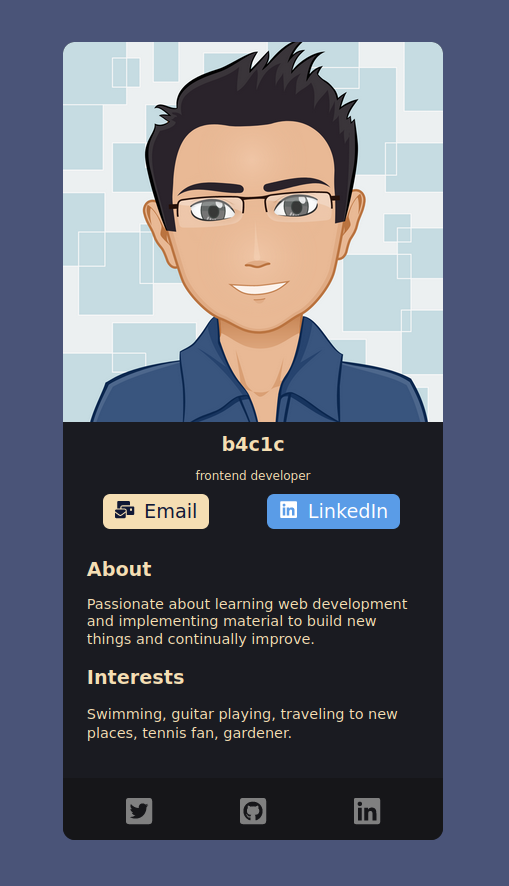 b4c1c
frontend developer
Email
LinkedIn
About
Passionate about learning web development
and implementing material to build new
things and continually improve.
Interests
Swimming, guitar playing, traveling to new
places, tennis fan, gardener.